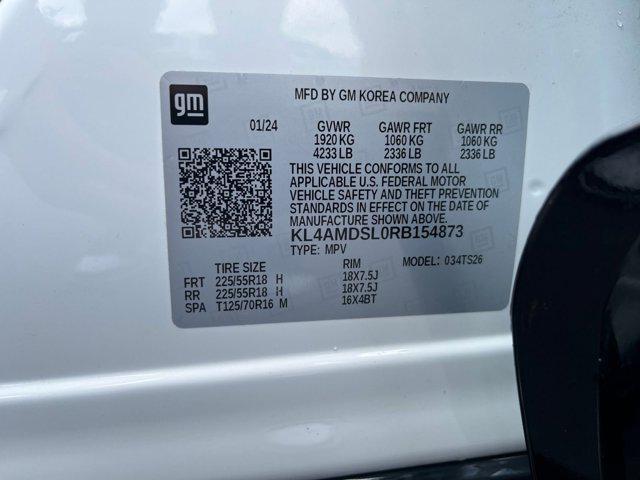 gm
MFD BY GM KOREA COMPANY
01/24 GVWR GAWR FRT GAWR RR
1920 KG 1060 KG 1060 KG
4233 LB 2336 LB 2336 LB
THIS VEHICLE CONFORMS TO ALL
APPLICABLE U.S. FEDERAL MOTOR
VEHICLE SAFETY AND THEFT PREVENTION
STANDARDS IN EFFECT ON THE DATE OF
MANUFACTURE SHOWN ABOVE.
KL4AMDSL0RB154873
TYPE: MPV MODEL: 034TS26
TIRE SIZE RIM
FRT 225/55R18 H 18X7.5J
RR 225/55R18 H 18X7.5J
SPA T125/70R16 M 16X4BT